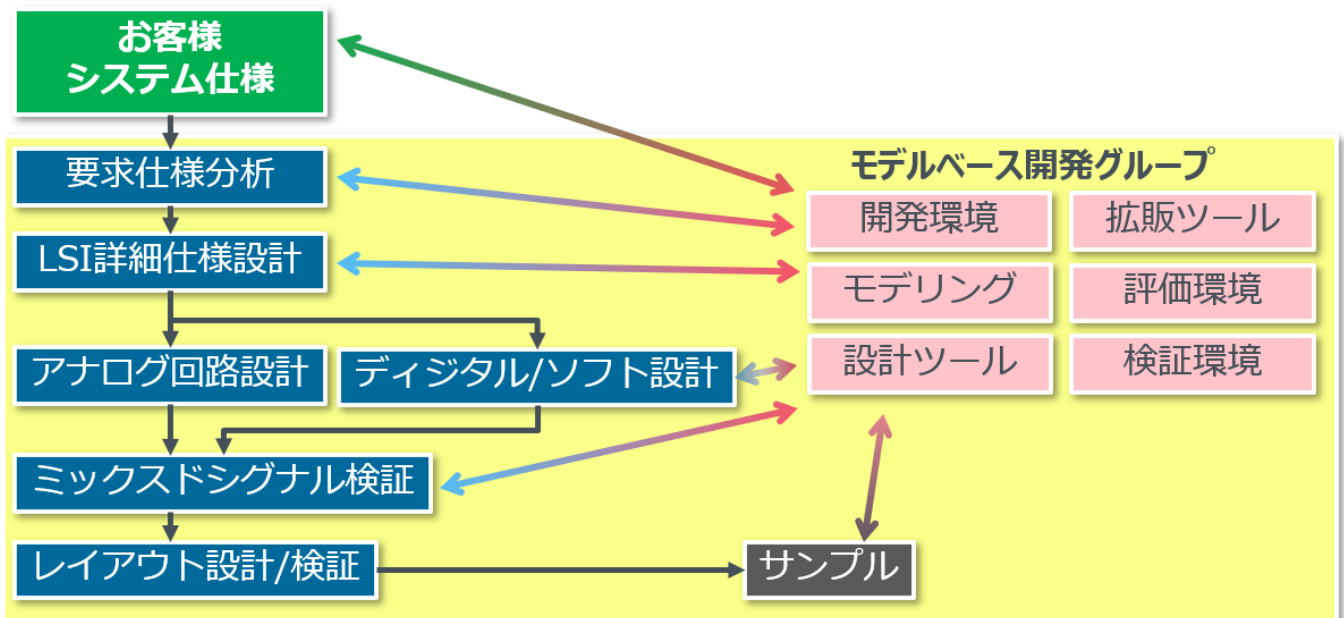 お客様
システム仕様
要求仕様分析
LSI詳細仕様設計
アナログ回路設計
ディジタル/ソフト設計
ミックスドシグナル検証
レイアウト設計/検証
サンプル
モデルベース開発グループ
開発環境
拡販ツール
モデリング
評価環境
設計ツール
検証環境